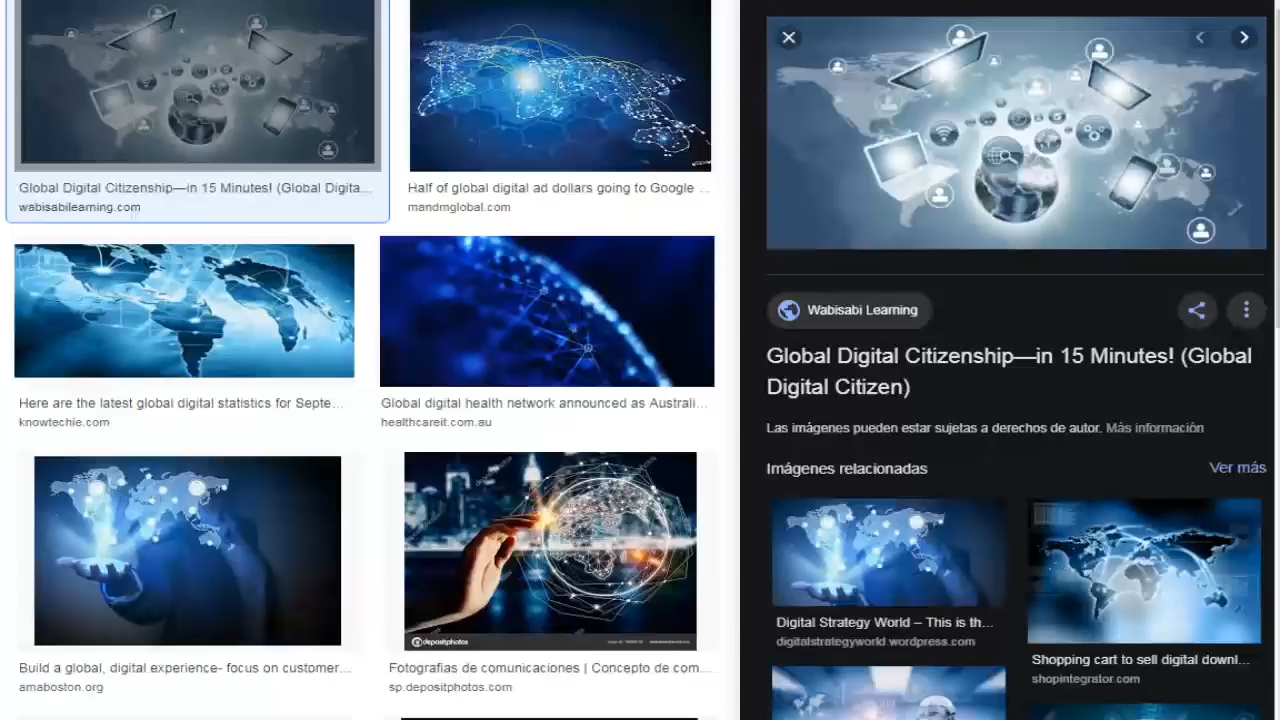 Global Digital Citizenship—in 15 Minutes! (Global Digita...
wabisabilearning.com
Half of global digital ad dollars going to Google ...
mandmglobal.com
Here are the latest global digital statistics for Septe...
knowtechie.com
Global digital health network announced as Australi...
healthcareit.com.au
depositphotos
Build a global, digital experience- focus on customer...
amaboston.org
Fotografias de comunicaciones | Concepto de com...
sp.depositphotos.com
Wabisabi Learning
Global Digital Citizenship—in 15 Minutes! (Global
Digital Citizen)
Las imágenes pueden estar sujetas a derechos de autor. Más información
Imágenes relacionadas
Ver más
Digital Strategy World – This is th...
digitalstrategyworld.wordpress.com
Shopping cart to sell digital downl...
shopintegrator.com